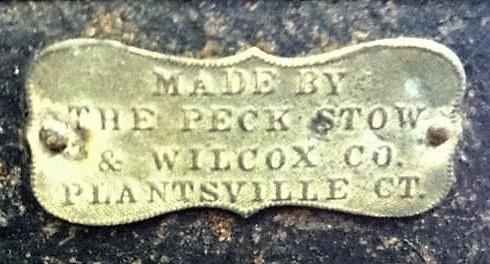 MADE BY
THE PECK STOW
& WILCOX CO.
PLANTSVILLE CT.